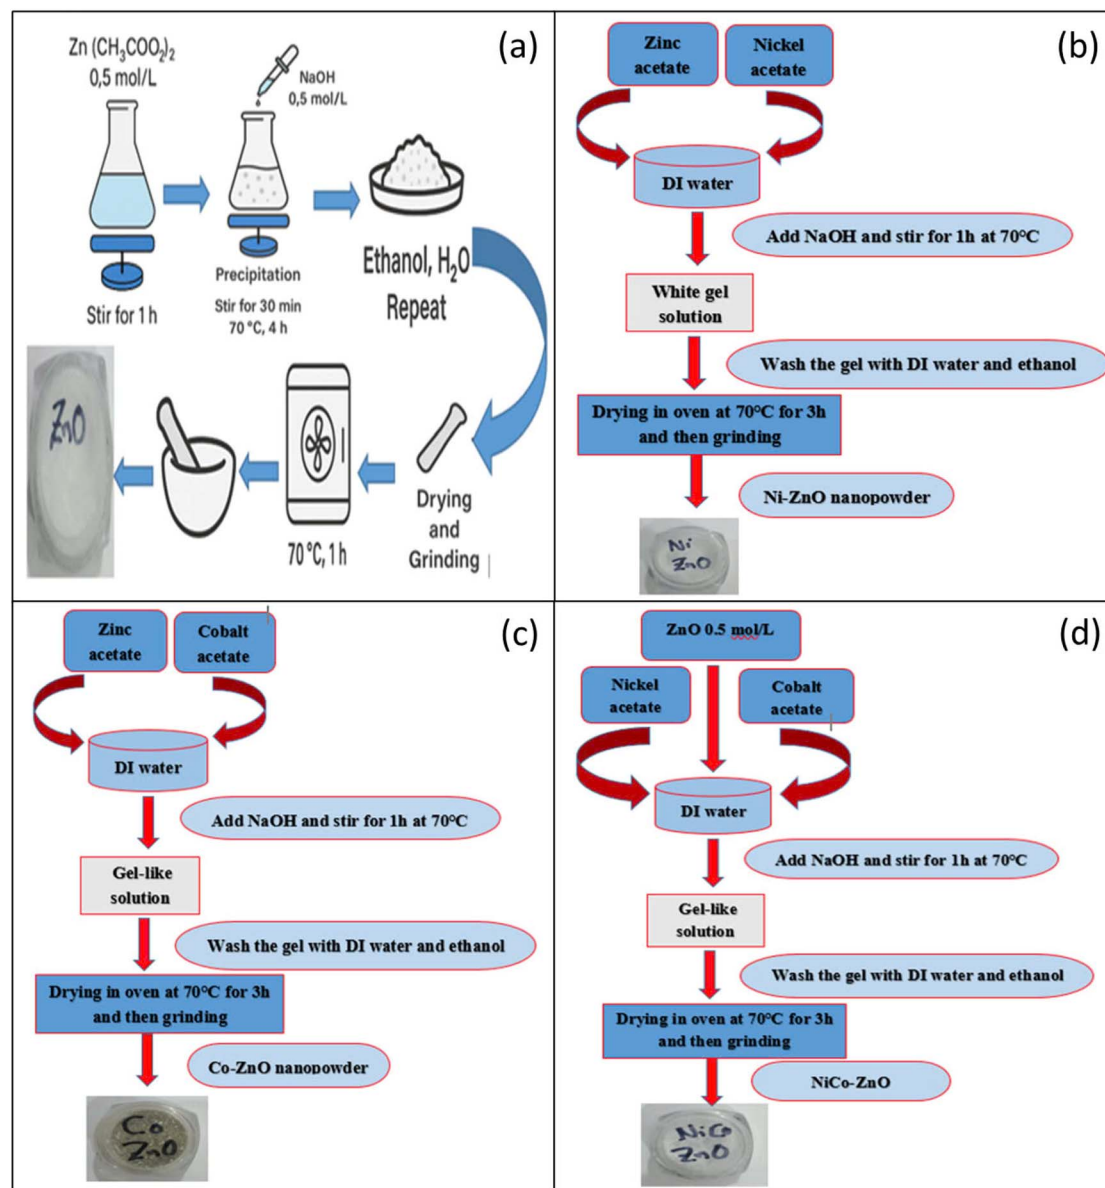 (a)
Zn (CH₃COO₂)₂
0,5 mol/L
Stir for 1 h
NaOH
0,5 mol/L
Precipitation
Stir for 30 min
70 °C, 4 h
Ethanol, H₂O
Repeat
Drying
and
Grinding
70 °C, 1 h
ZnO
(b)
Zinc
acetate
Nickel
acetate
DI water
Add NaOH and stir for 1h at 70°C
White gel
solution
Wash the gel with DI water and ethanol
Drying in oven at 70°C for 3h
and then grinding
Ni-ZnO nanopowder
Ni
ZnO
(c)
Zinc
acetate
Cobalt
acetate
DI water
Add NaOH and stir for 1h at 70°C
Gel-like
solution
Wash the gel with DI water and ethanol
Drying in oven at 70°C for 3h
and then grinding
Co-ZnO nanopowder
Co
ZnO
(d)
ZnO 0.5 mol/L
Nickel
acetate
Cobalt
acetate
DI water
Add NaOH and stir for 1h at 70°C
Gel-like
solution
Wash the gel with DI water and ethanol
Drying in oven at 70°C for 3h
and then grinding
NiCo-ZnO
NiCo
ZnO